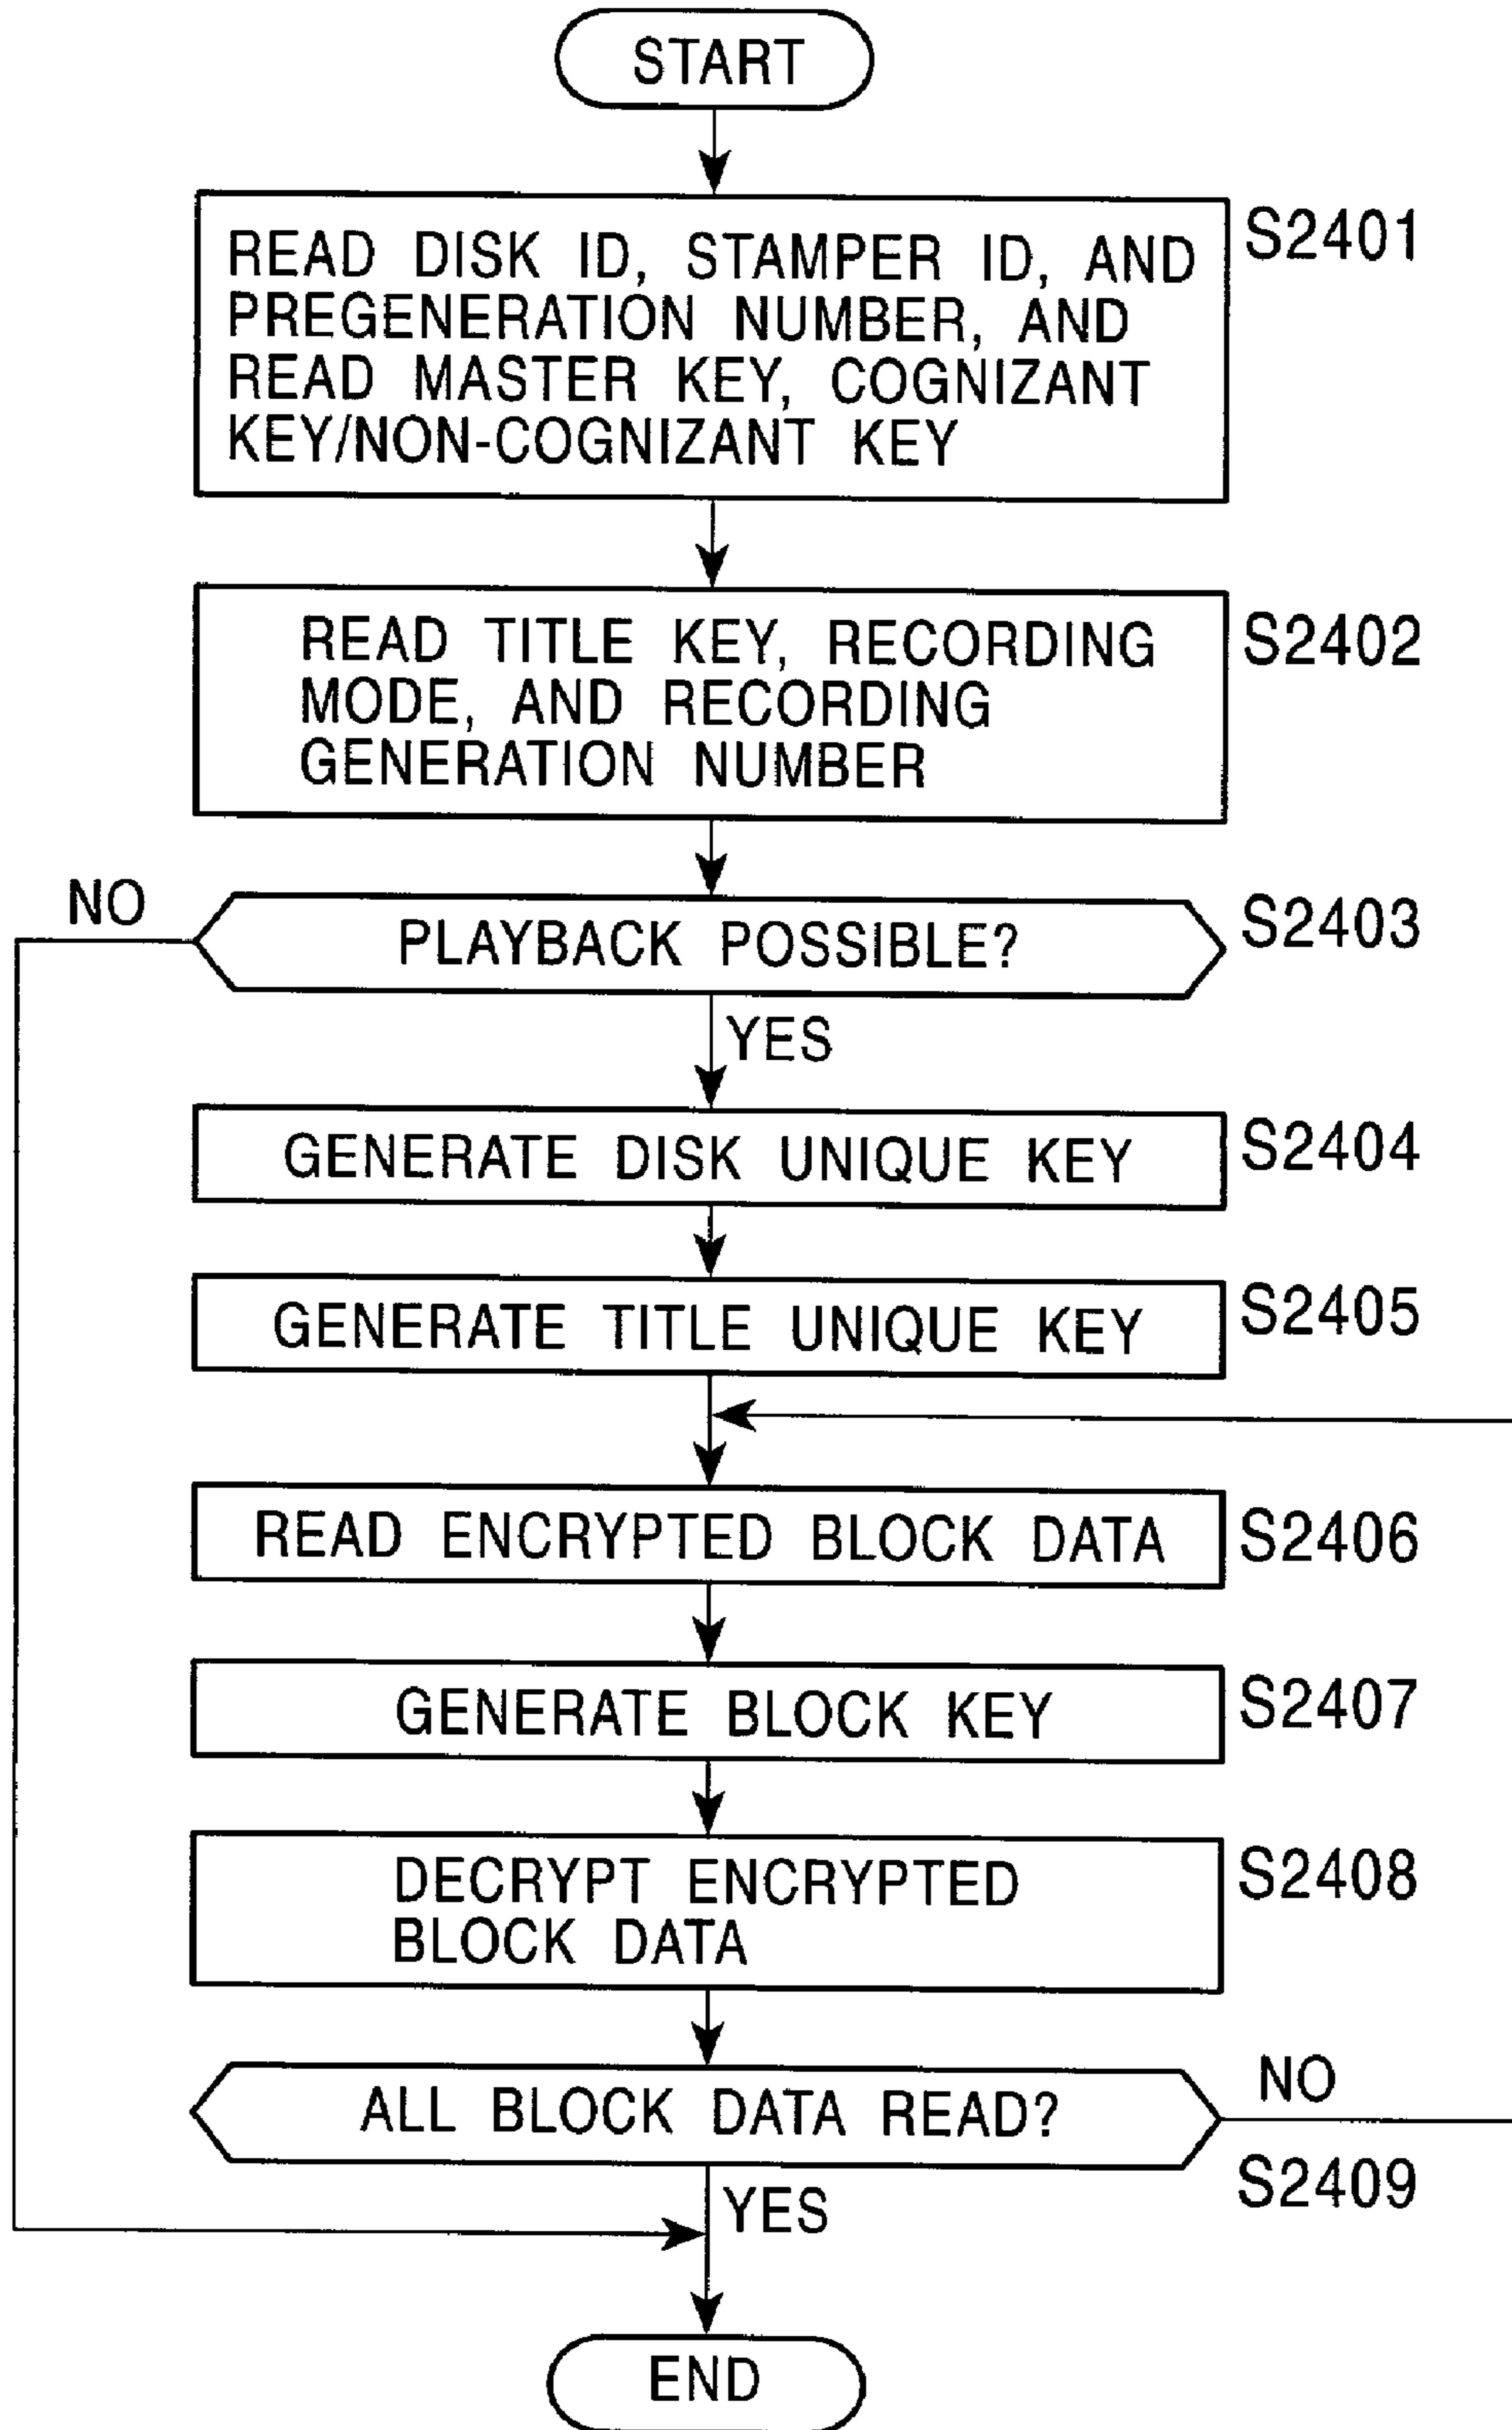 START
READ DISK ID, STAMPER ID, AND
PREGENERATION NUMBER, AND
READ MASTER KEY, COGNIZANT
KEY/NON-COGNIZANT KEY
S2401
READ TITLE KEY, RECORDING
MODE, AND RECORDING
GENERATION NUMBER
S2402
NO
PLAYBACK POSSIBLE?
S2403
YES
GENERATE DISK UNIQUE KEY
S2404
GENERATE TITLE UNIQUE KEY
S2405
READ ENCRYPTED BLOCK DATA
S2406
GENERATE BLOCK KEY
S2407
DECRYPT ENCRYPTED
BLOCK DATA
S2408
ALL BLOCK DATA READ?
NO
S2409
YES
END